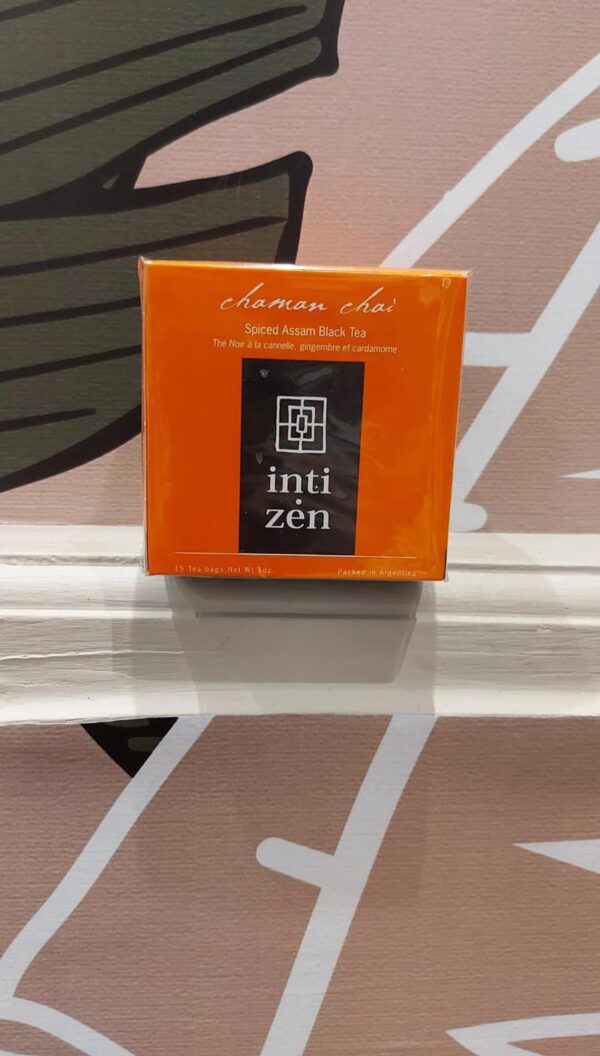 chaman chai
Spiced Assam Black Tea
Thé Noir à la cannelle, gingembre et cardamome
inti
zen
15 Tea bags Net Wt 1oz.
Packed in Argentina